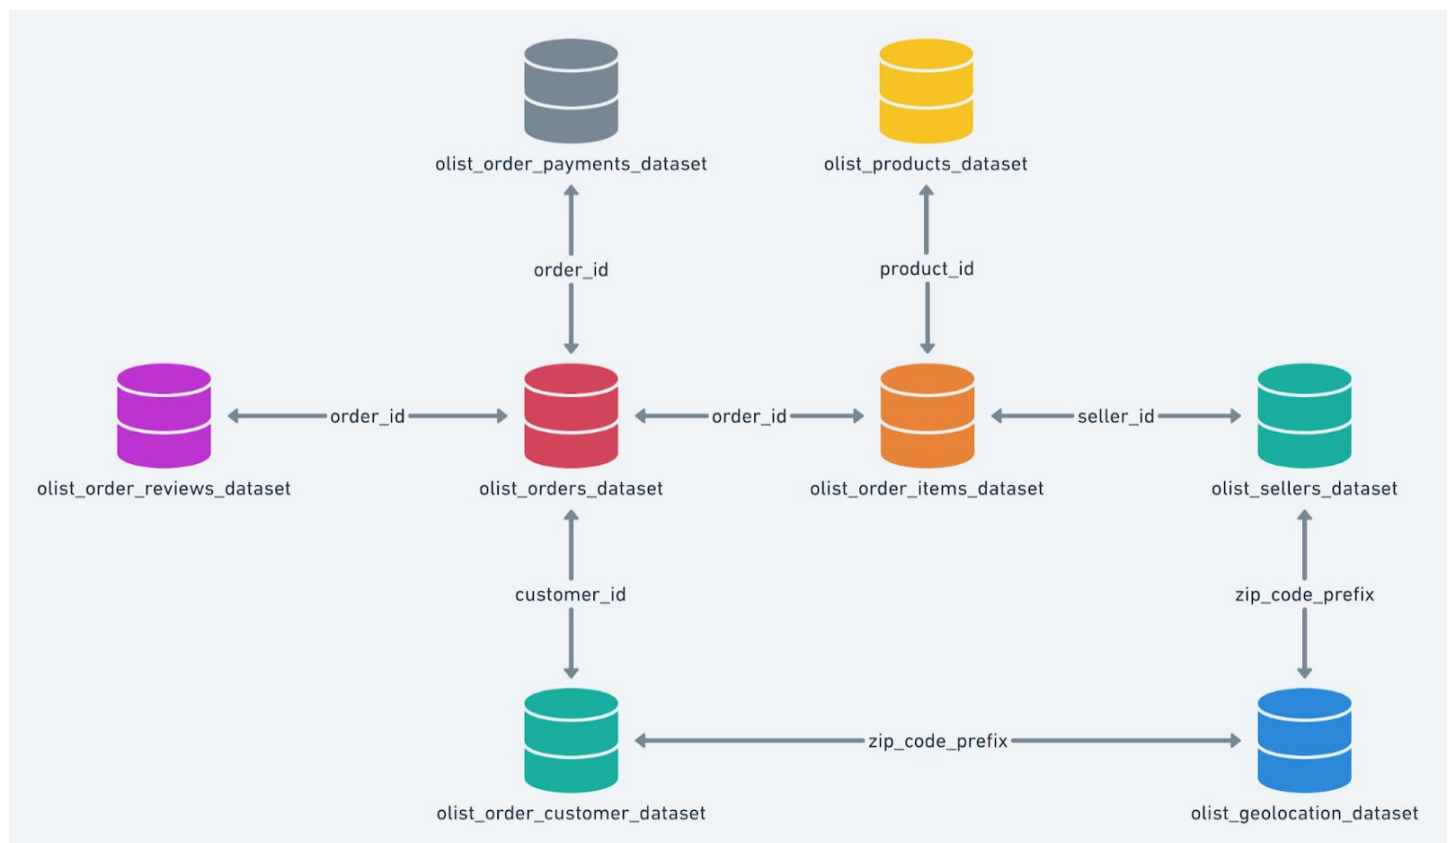 olist_order_payments_dataset
olist_products_dataset
order_id
product_id
order_id
order_id
seller_id
olist_order_reviews_dataset
olist_orders_dataset
olist_order_items_dataset
olist_sellers_dataset
customer_id
zip_code_prefix
zip_code_prefix
olist_order_customer_dataset
olist_geolocation_dataset